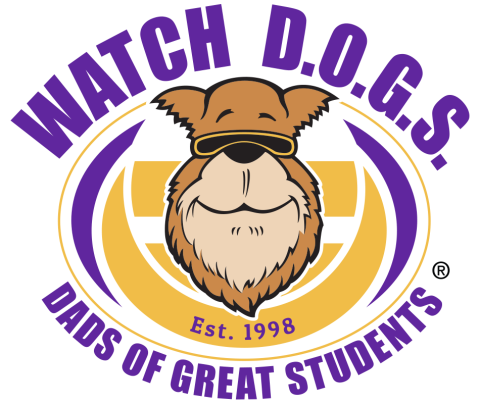 WATCH D.O.G.S.
Est. 1998
DADS OF GREAT STUDENTS
®